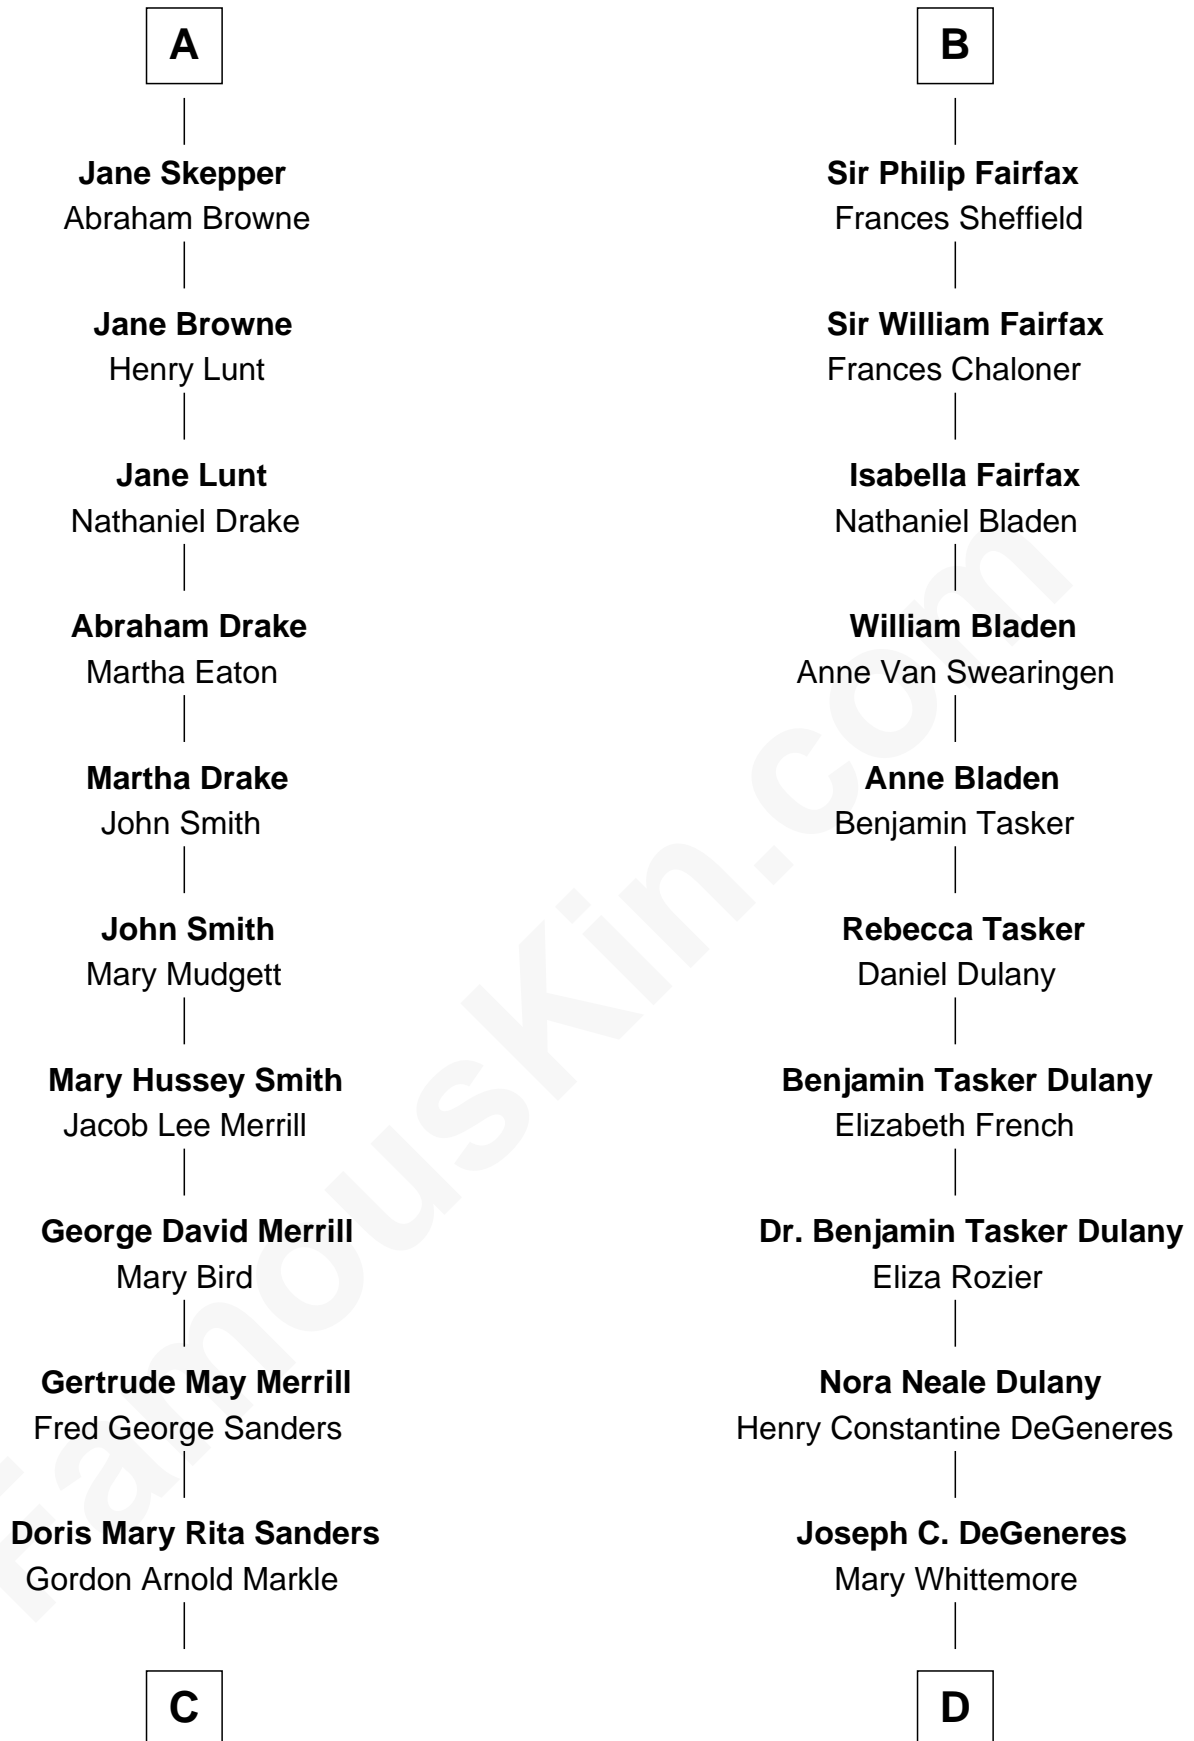 A
Jane Skepper
Abraham Browne
Jane Browne
Henry Lunt
Jane Lunt
Nathaniel Drake
Abraham Drake
Martha Eaton
Martha Drake
John Smith
John Smith
Mary Mudgett
Mary Hussey Smith
Jacob Lee Merrill
George David Merrill
Mary Bird
Gertrude May Merrill
Fred George Sanders
Doris Mary Rita Sanders
Gordon Arnold Markle
C
B
Sir Philip Fairfax
Frances Sheffield
Sir William Fairfax
Frances Chaloner
Isabella Fairfax
Nathaniel Bladen
William Bladen
Anne Van Swearingen
Anne Bladen
Benjamin Tasker
Rebecca Tasker
Daniel Dulany
Benjamin Tasker Dulany
Elizabeth French
Dr. Benjamin Tasker Dulany
Eliza Rozier
Nora Neale Dulany
Henry Constantine DeGeneres
Joseph C. DeGeneres
Mary Whittemore
D
FamousKin.com